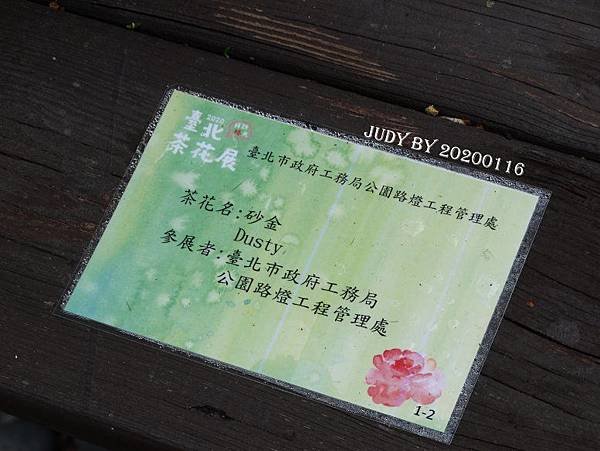 JUDY BY 20200116
2020
臺北
茶花展
臺北市政府工務局公園路燈工程管理處
茶花名:砂金
Dusty
參展者:臺北市政府工務局
公園路燈工程管理處
1-2